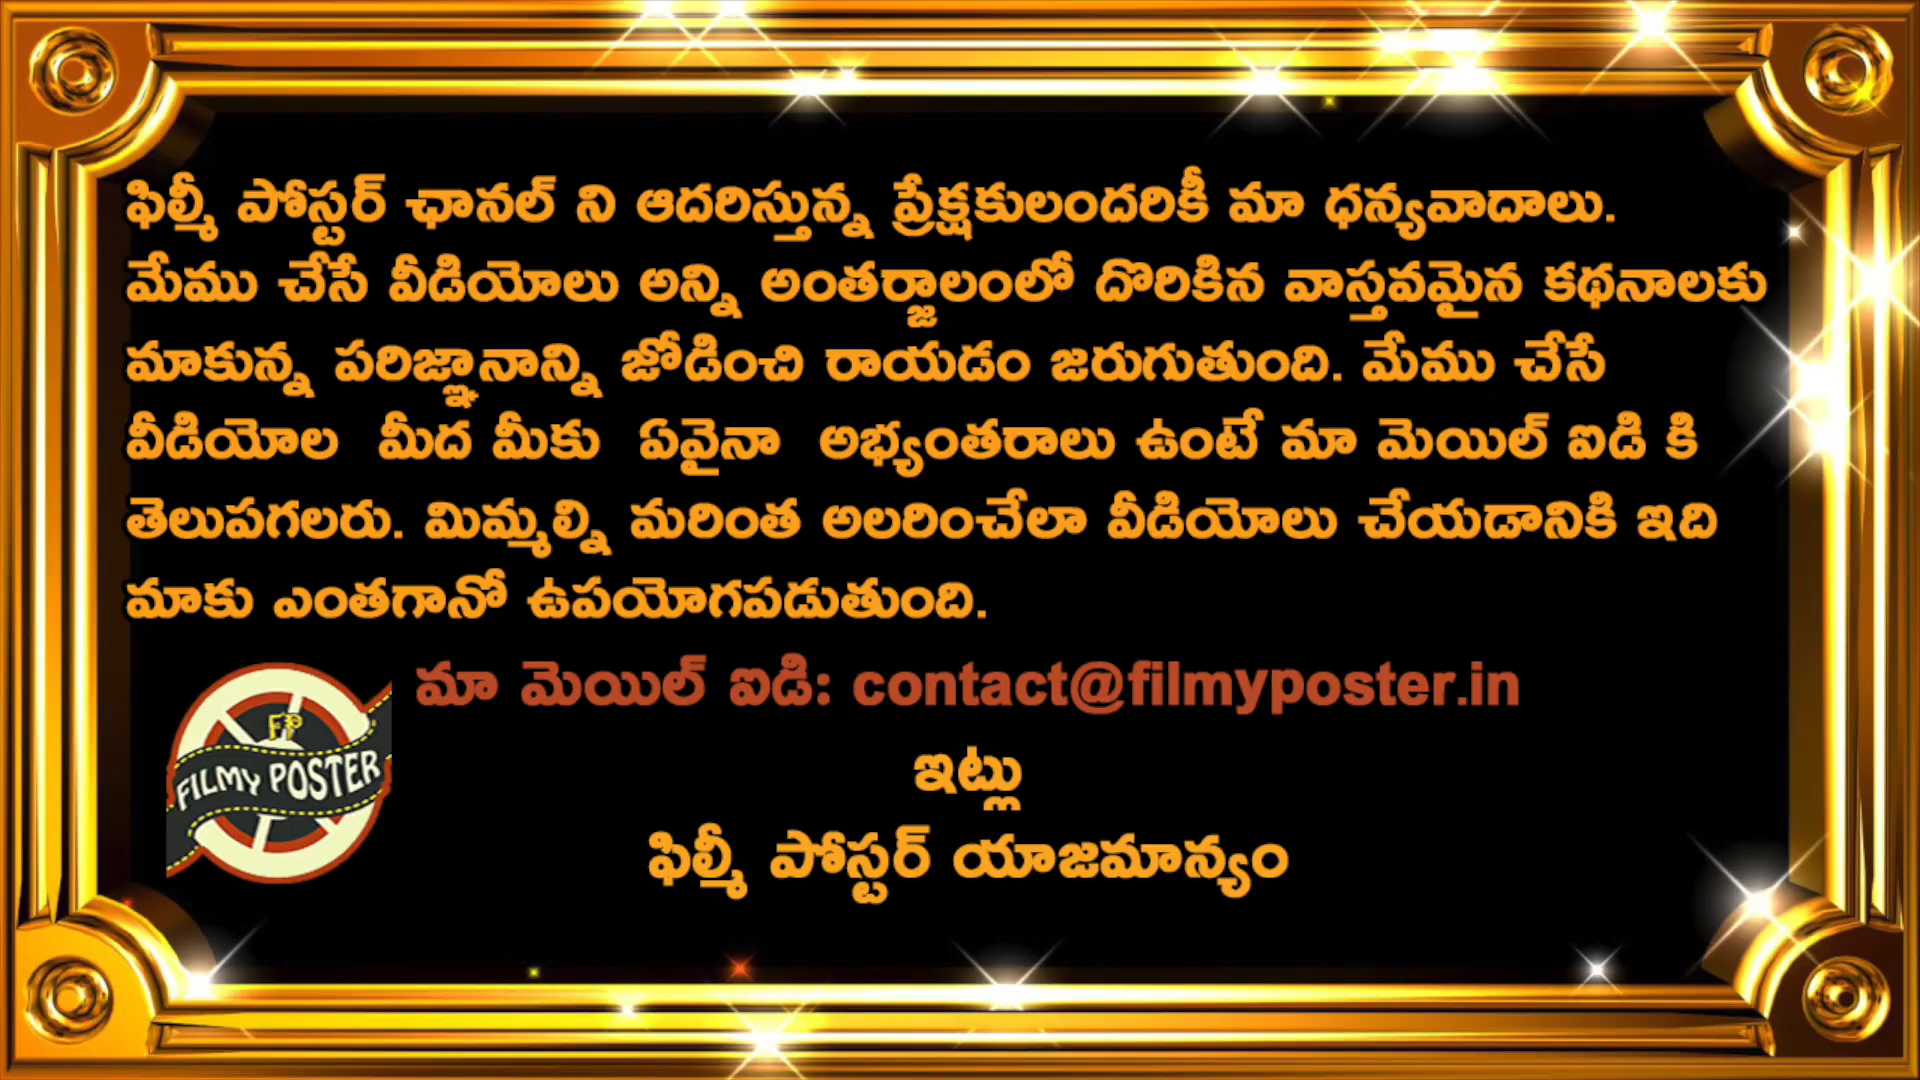 ఫిల్మీ పోస్టర్ ఛానల్ ని ఆదరిస్తున్న ప్రేక్షకులందరికీ మా ధన్యవాదాలు.
మేము చేసే వీడియోలు అన్ని అంతర్జాలంలో దొరికిన వాస్తవమైన కథనాలకు
మాకున్న పరిజ్ఞానాన్ని జోడించి రాయడం జరుగుతుంది. మేము చేసే
వీడియోల మీద మీకు ఏవైనా అభ్యంతరాలు ఉంటే మా మెయిల్ ఐడి కి
తెలుపగలరు. మిమ్మల్ని మరింత అలరించేలా వీడియోలు చేయడానికి ఇది
మాకు ఎంతగానో ఉపయోగపడుతుంది.
మా మెయిల్ ఐడి: contact@filmyposter.in
FP
FILMY POSTER
ఇట్లు
ఫిల్మీ పోస్టర్ యాజమాన్యం